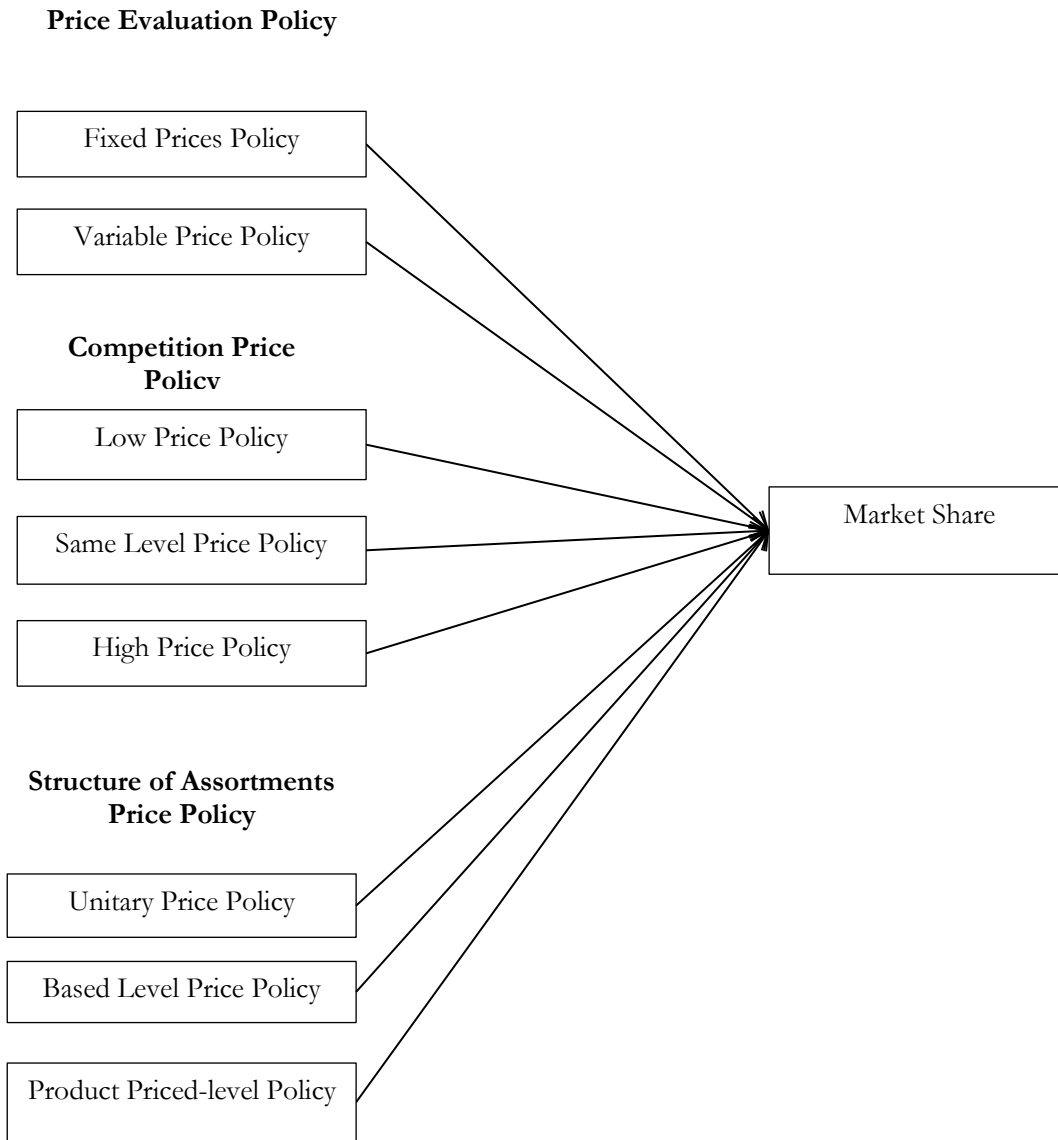 Price Evaluation Policy
Fixed Prices Policy
Variable Price Policy
Competition Price
Policy
Low Price Policy
Same Level Price Policy
High Price Policy
Market Share
Structure of Assortments
Price Policy
Unitary Price Policy
Based Level Price Policy
Product Priced-level Policy